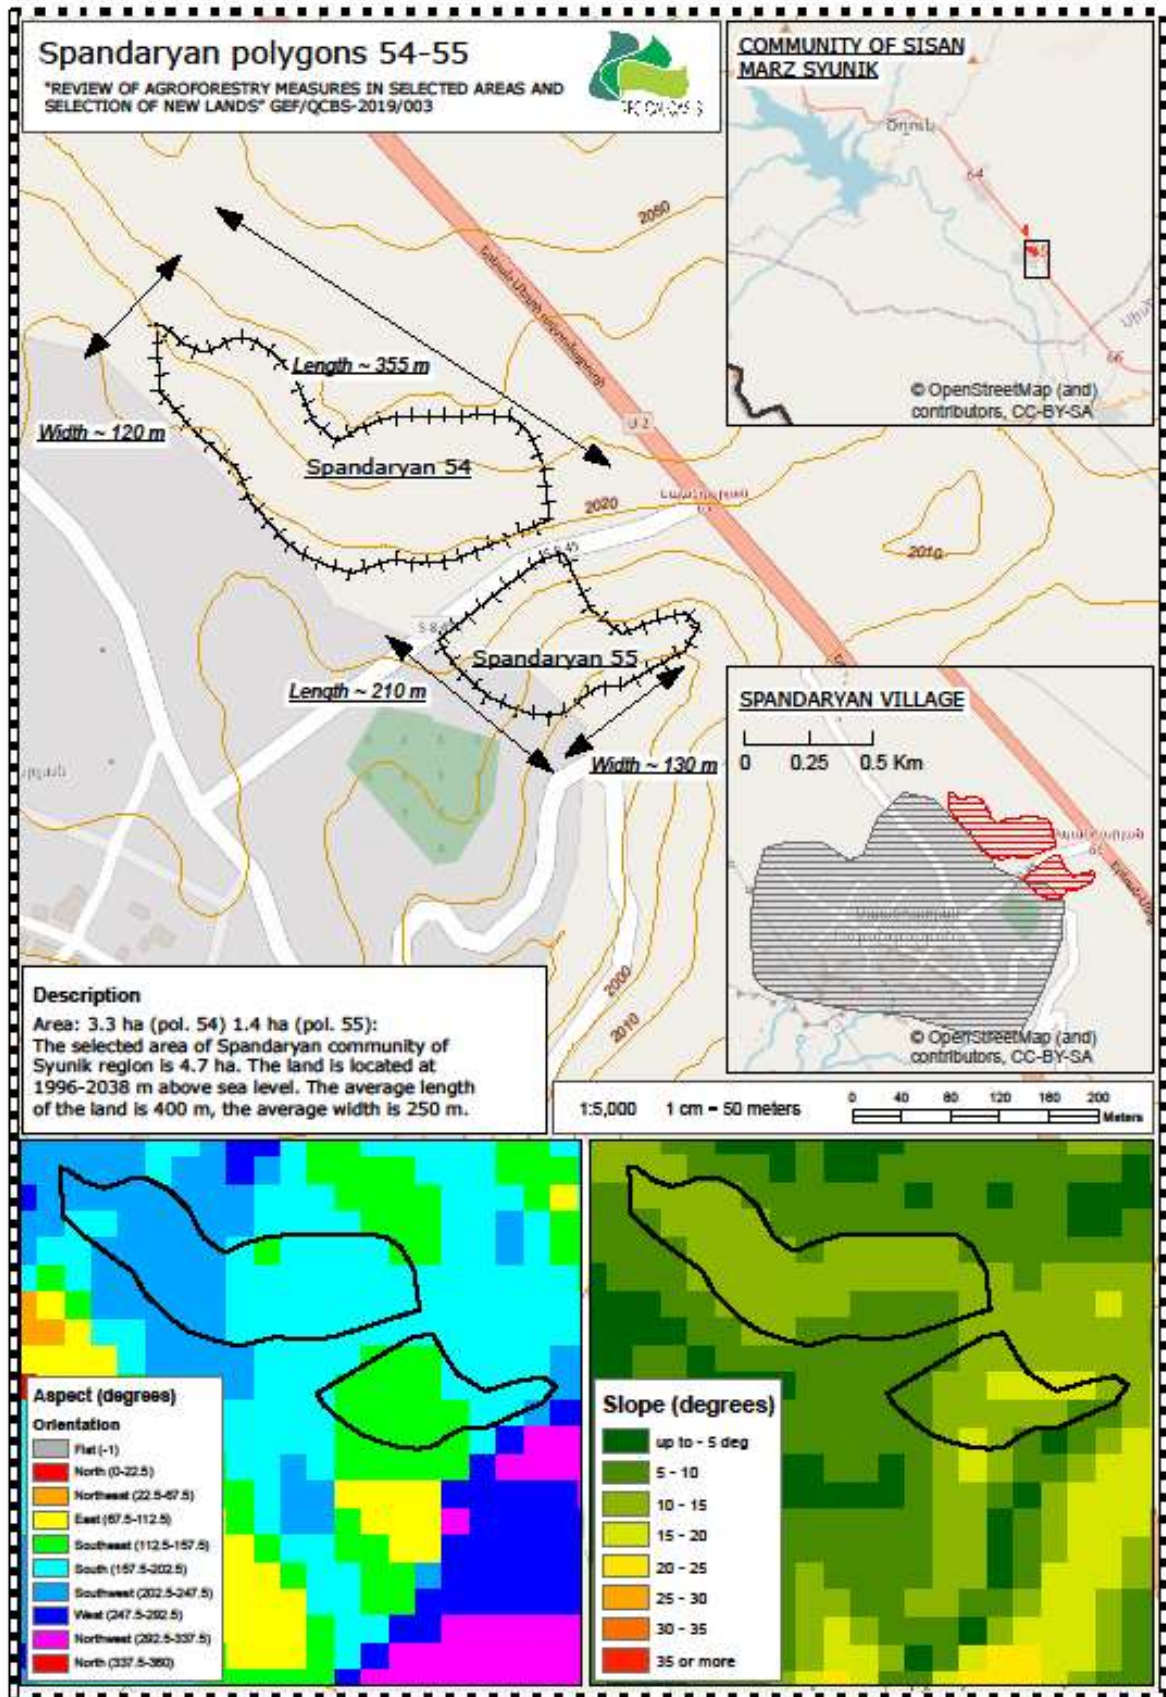 Spandaryan polygons 54-55
"REVIEW OF AGROFORESTRY MEASURES IN SELECTED AREAS AND
SELECTION OF NEW LANDS" GEF/QCBS-2019/003
COMMUNITY OF SISAN
MARZ SYUNIK
Ծղուկ
64
66
© OpenStreetMap (and)
contributors, CC-BY-SA
2080
Length ~ 355 m
Width ~ 120 m
Spandaryan 54
2020
2010
Spandaryan 55
Length ~ 210 m
Width ~ 130 m
2000
2010
SPANDARYAN VILLAGE
0 0.25 0.5 Km
© OpenStreetMap (and)
contributors, CC-BY-SA
Description
Area: 3.3 ha (pol. 54) 1.4 ha (pol. 55):
The selected area of Spandaryan community of
Syunik region is 4.7 ha. The land is located at
1996-2038 m above sea level. The average length
of the land is 400 m, the average width is 250 m.
1:5,000 1 cm = 50 meters
0 40 80 120 160 200
Meters
Aspect (degrees)
Orientation
Flat (-1)
North (0-22.5)
Northeast (22.5-67.5)
East (67.5-112.5)
Southeast (112.5-157.5)
South (157.5-202.5)
Southwest (202.5-247.5)
West (247.5-292.5)
Northwest (292.5-337.5)
North (337.5-360)
Slope (degrees)
up to - 5 deg
5 - 10
10 - 15
15 - 20
20 - 25
25 - 30
30 - 35
35 or more